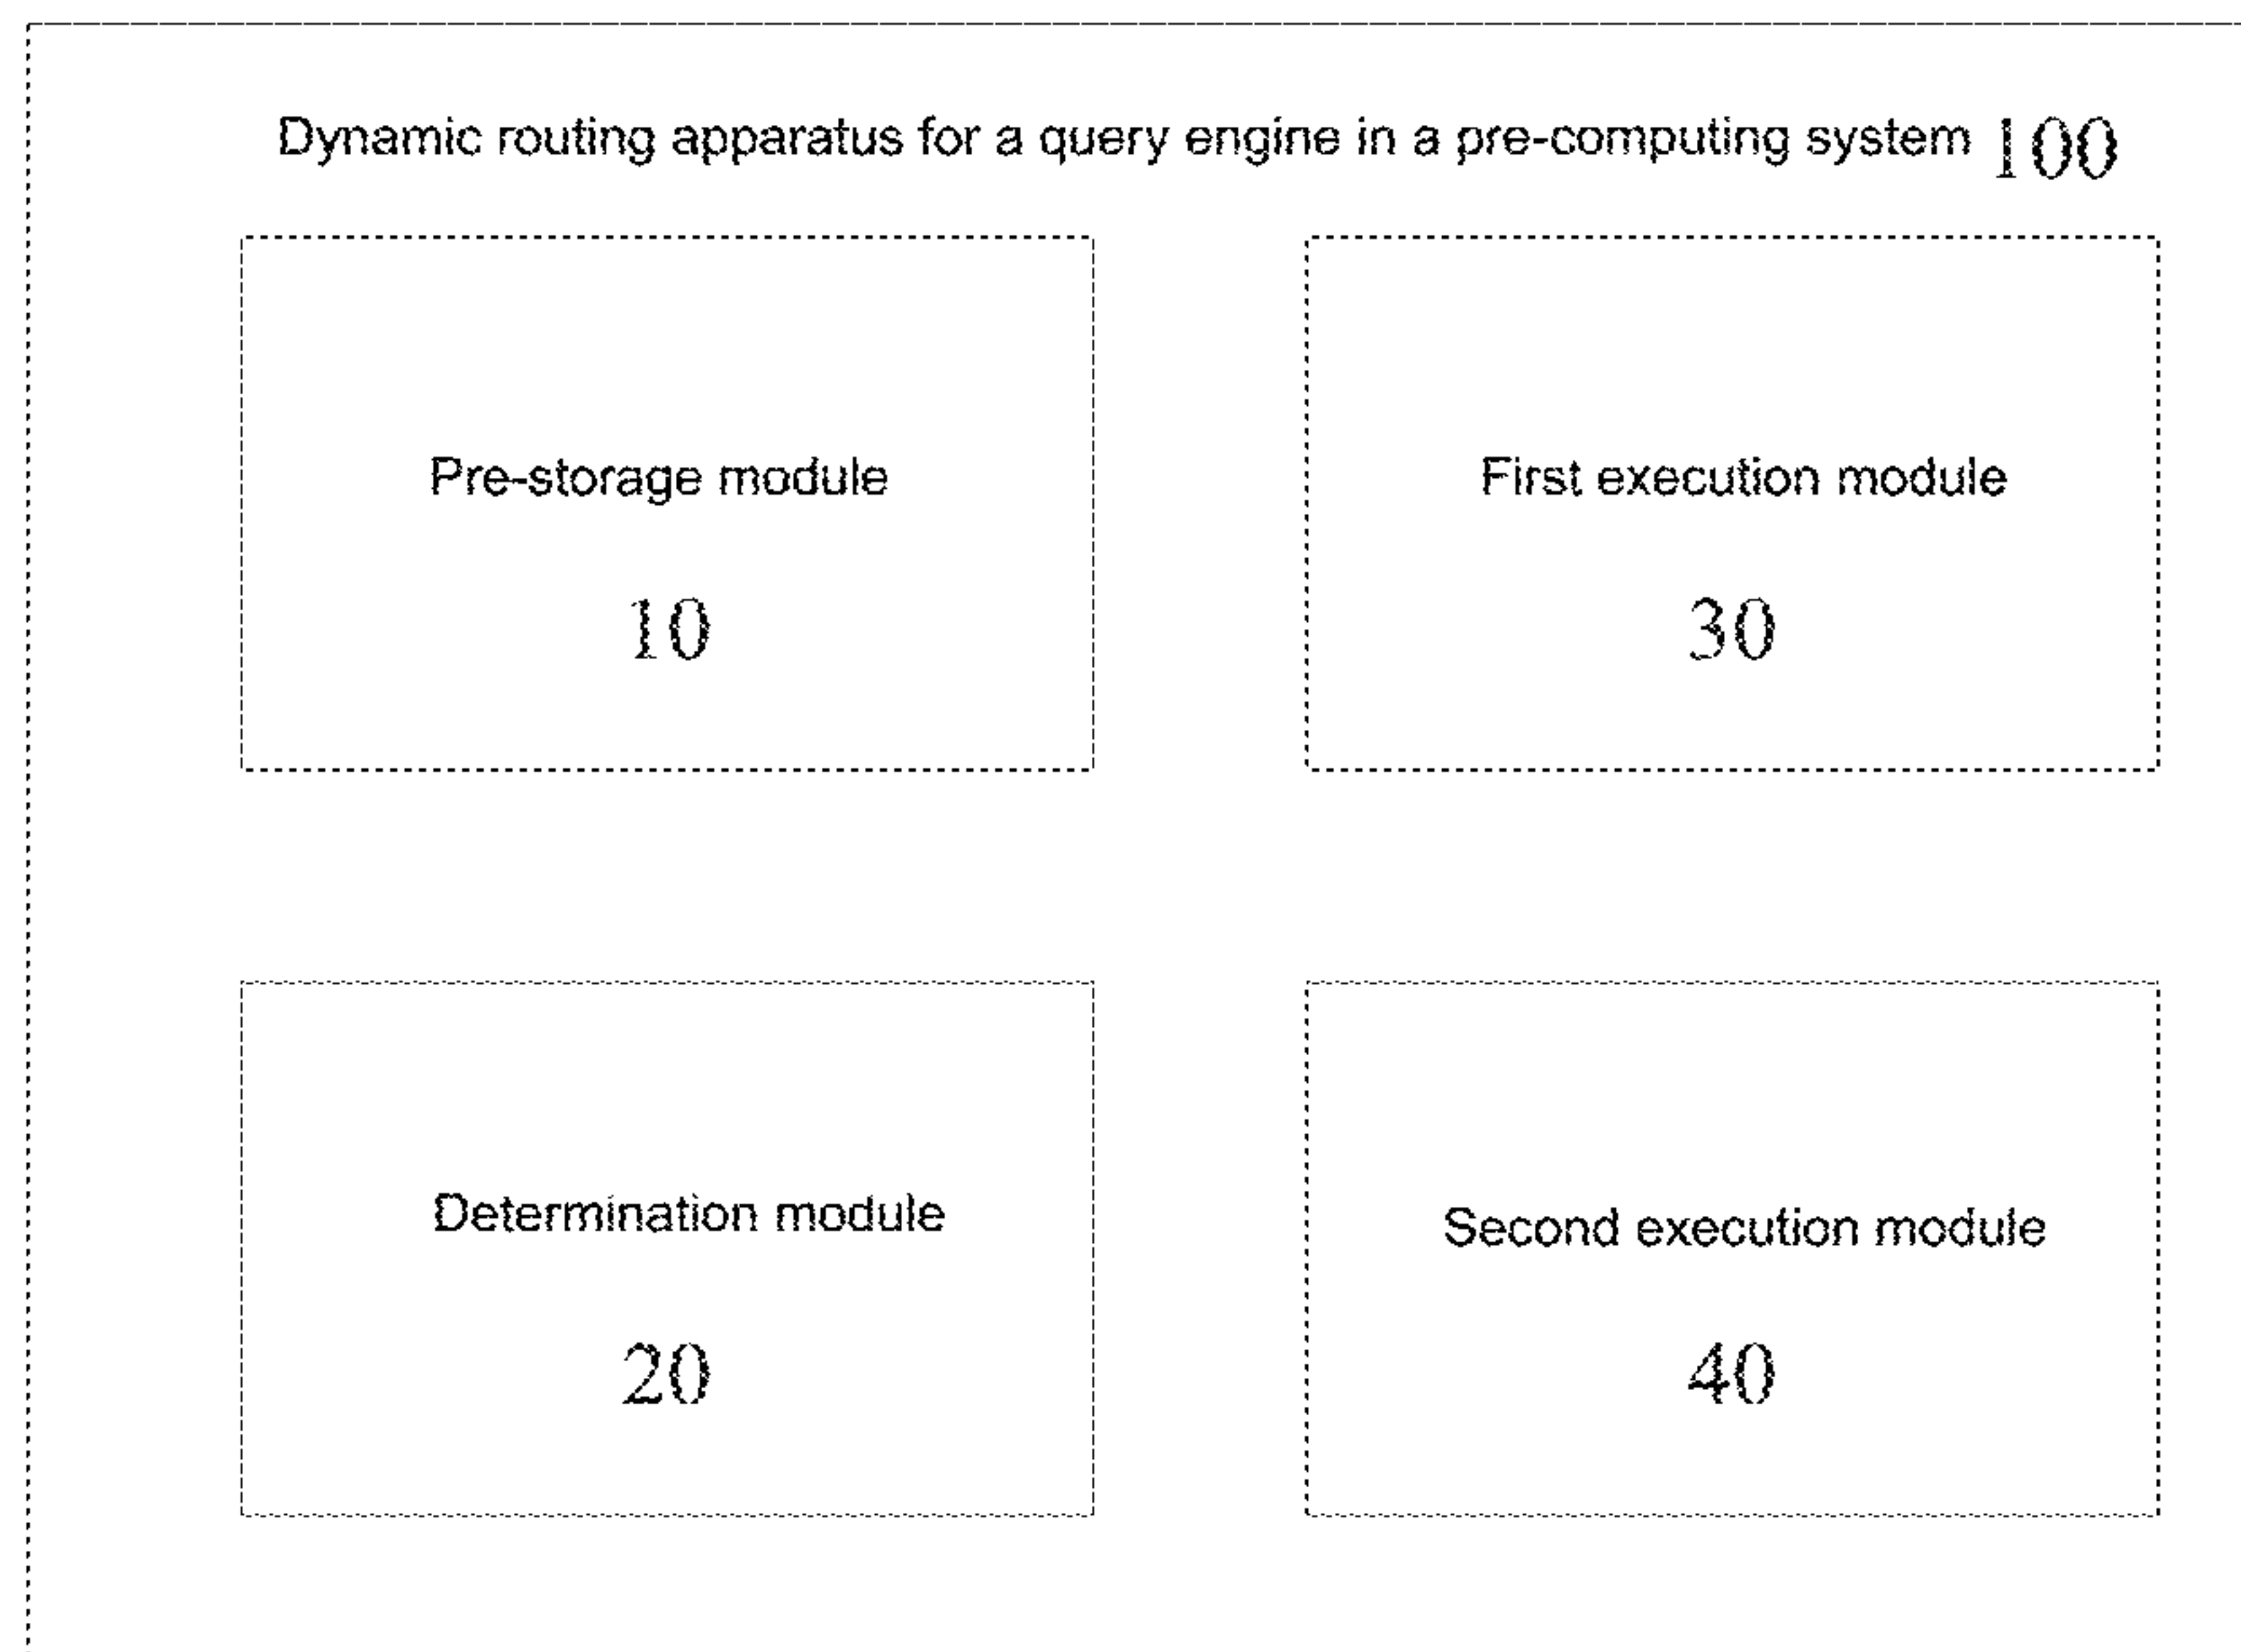 Dynamic routing apparatus for a query engine in a pre-computing system 100
Pre-storage module
10
First execution module
30
Determination module
20
Second execution module
40